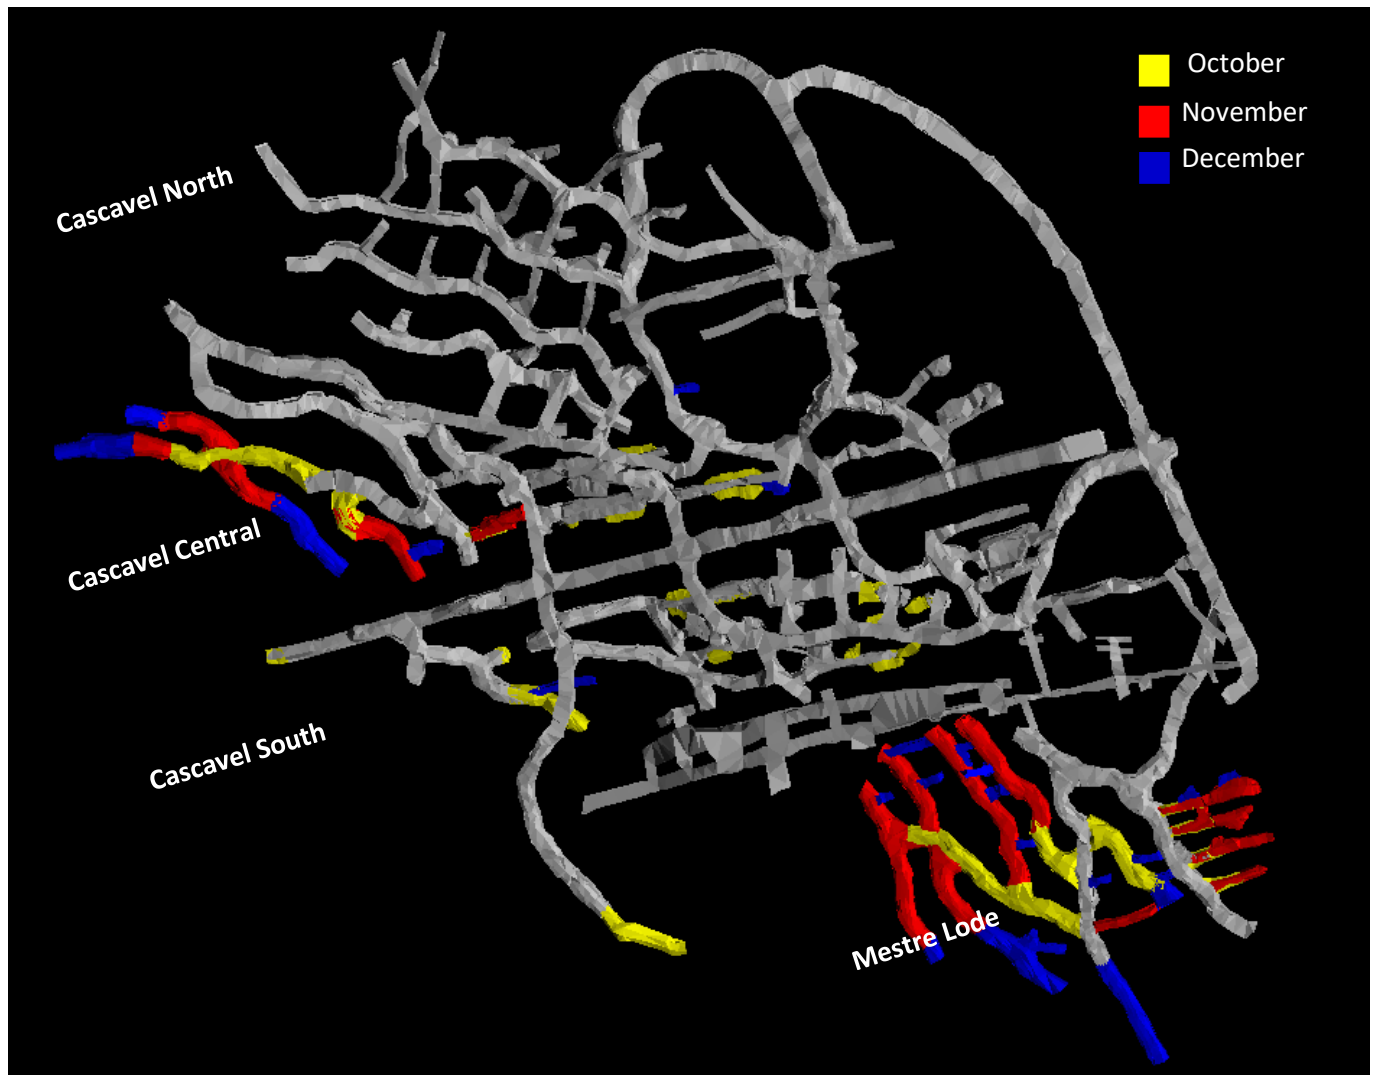 October
November
December
Cascavel North
Cascavel Central
Cascavel South
Mestre Lode